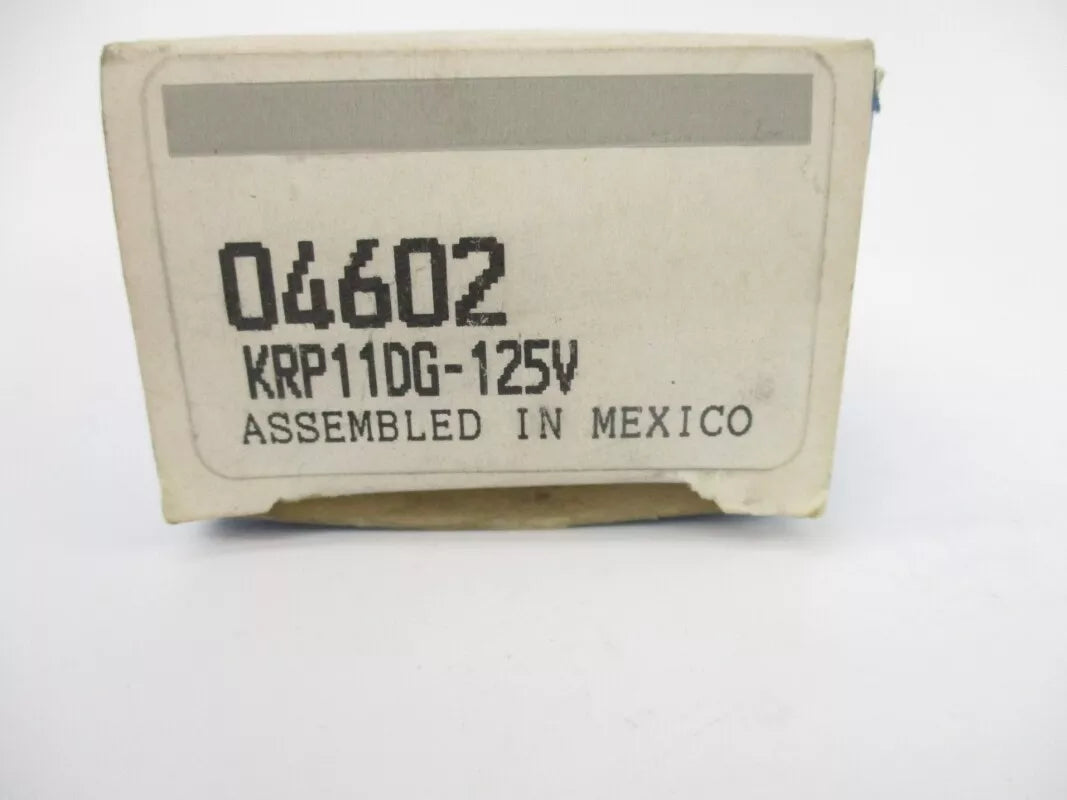 04602
KRP11DG-125V
ASSEMBLED IN MEXICO